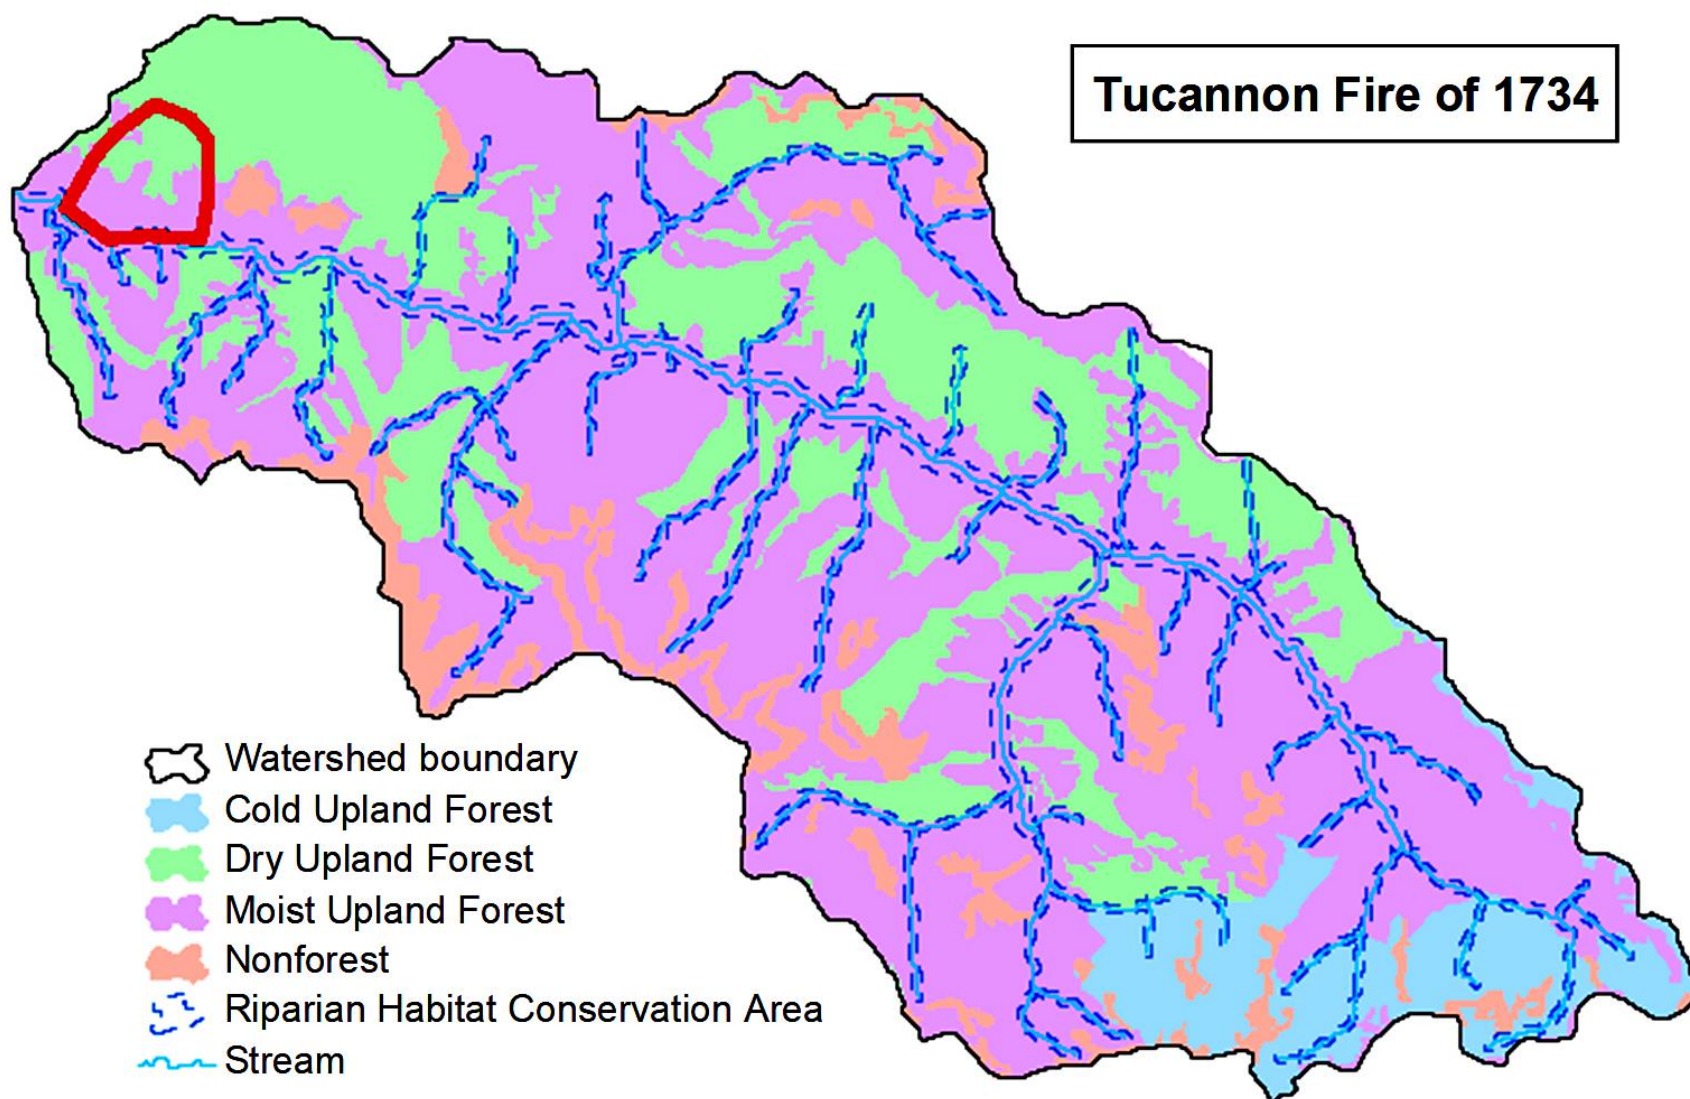 Tucannon Fire of 1734
Watershed boundary
Cold Upland Forest
Dry Upland Forest
Moist Upland Forest
Nonforest
Riparian Habitat Conservation Area
Stream